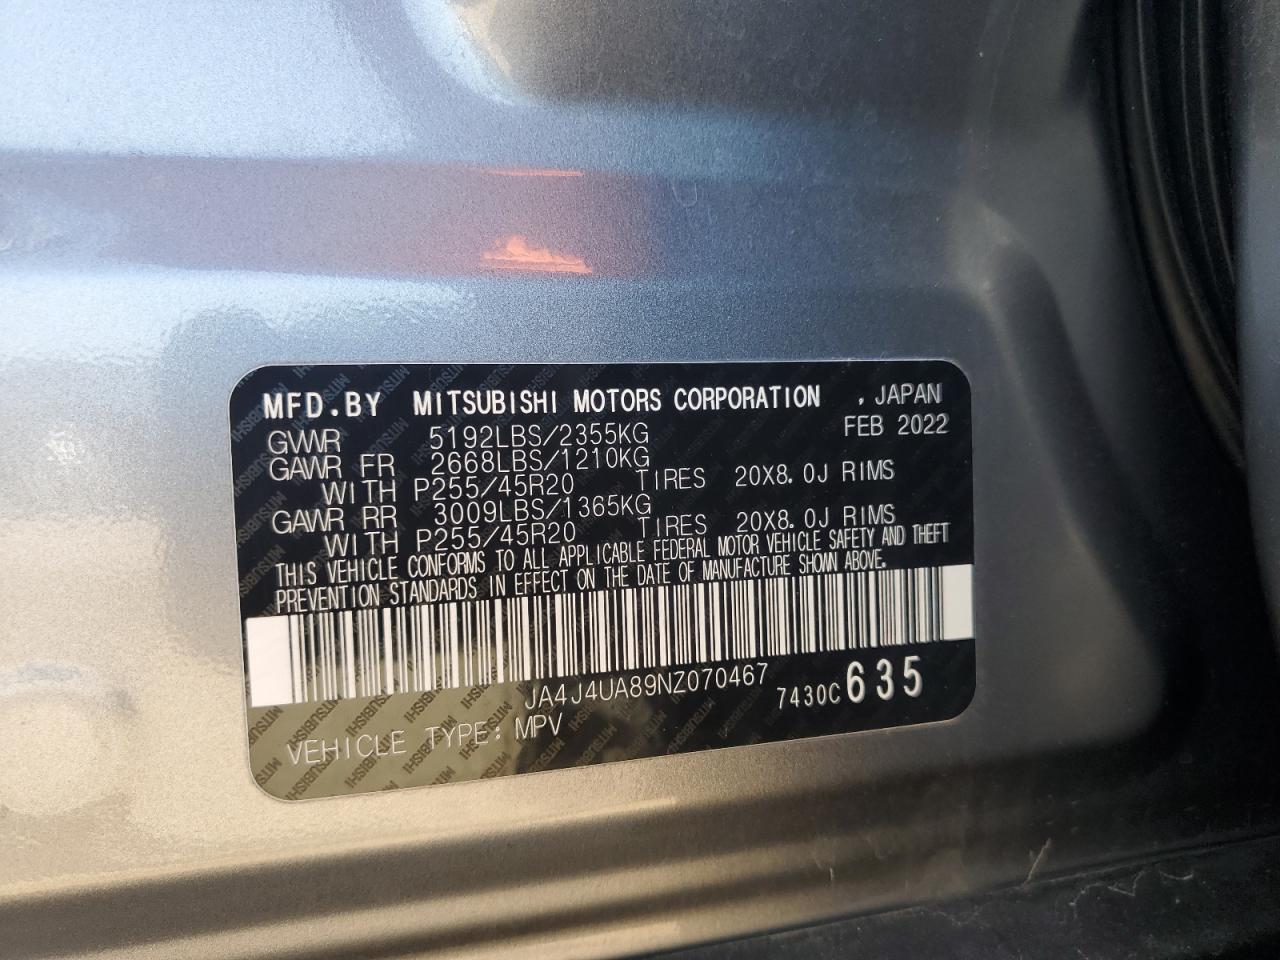 MFD.BY MITSUBISHI MOTORS CORPORATION , JAPAN
GVWR 5192LBS/2355KG FEB 2022
GAWR FR 2668LBS/1210KG
WITH P255/45R20 TIRES 20X8.0J RIMS
GAWR RR 3009LBS/1365KG
WITH P255/45R20 TIRES 20X8.0J RIMS
THIS VEHICLE CONFORMS TO ALL APPLICABLE FEDERAL MOTOR VEHICLE SAFETY AND THEFT
PREVENTION STANDARDS IN EFFECT ON THE DATE OF MANUFACTURE SHOWN ABOVE.
JA4J4UA89NZ070467 7430C 635
VEHICLE TYPE: MPV